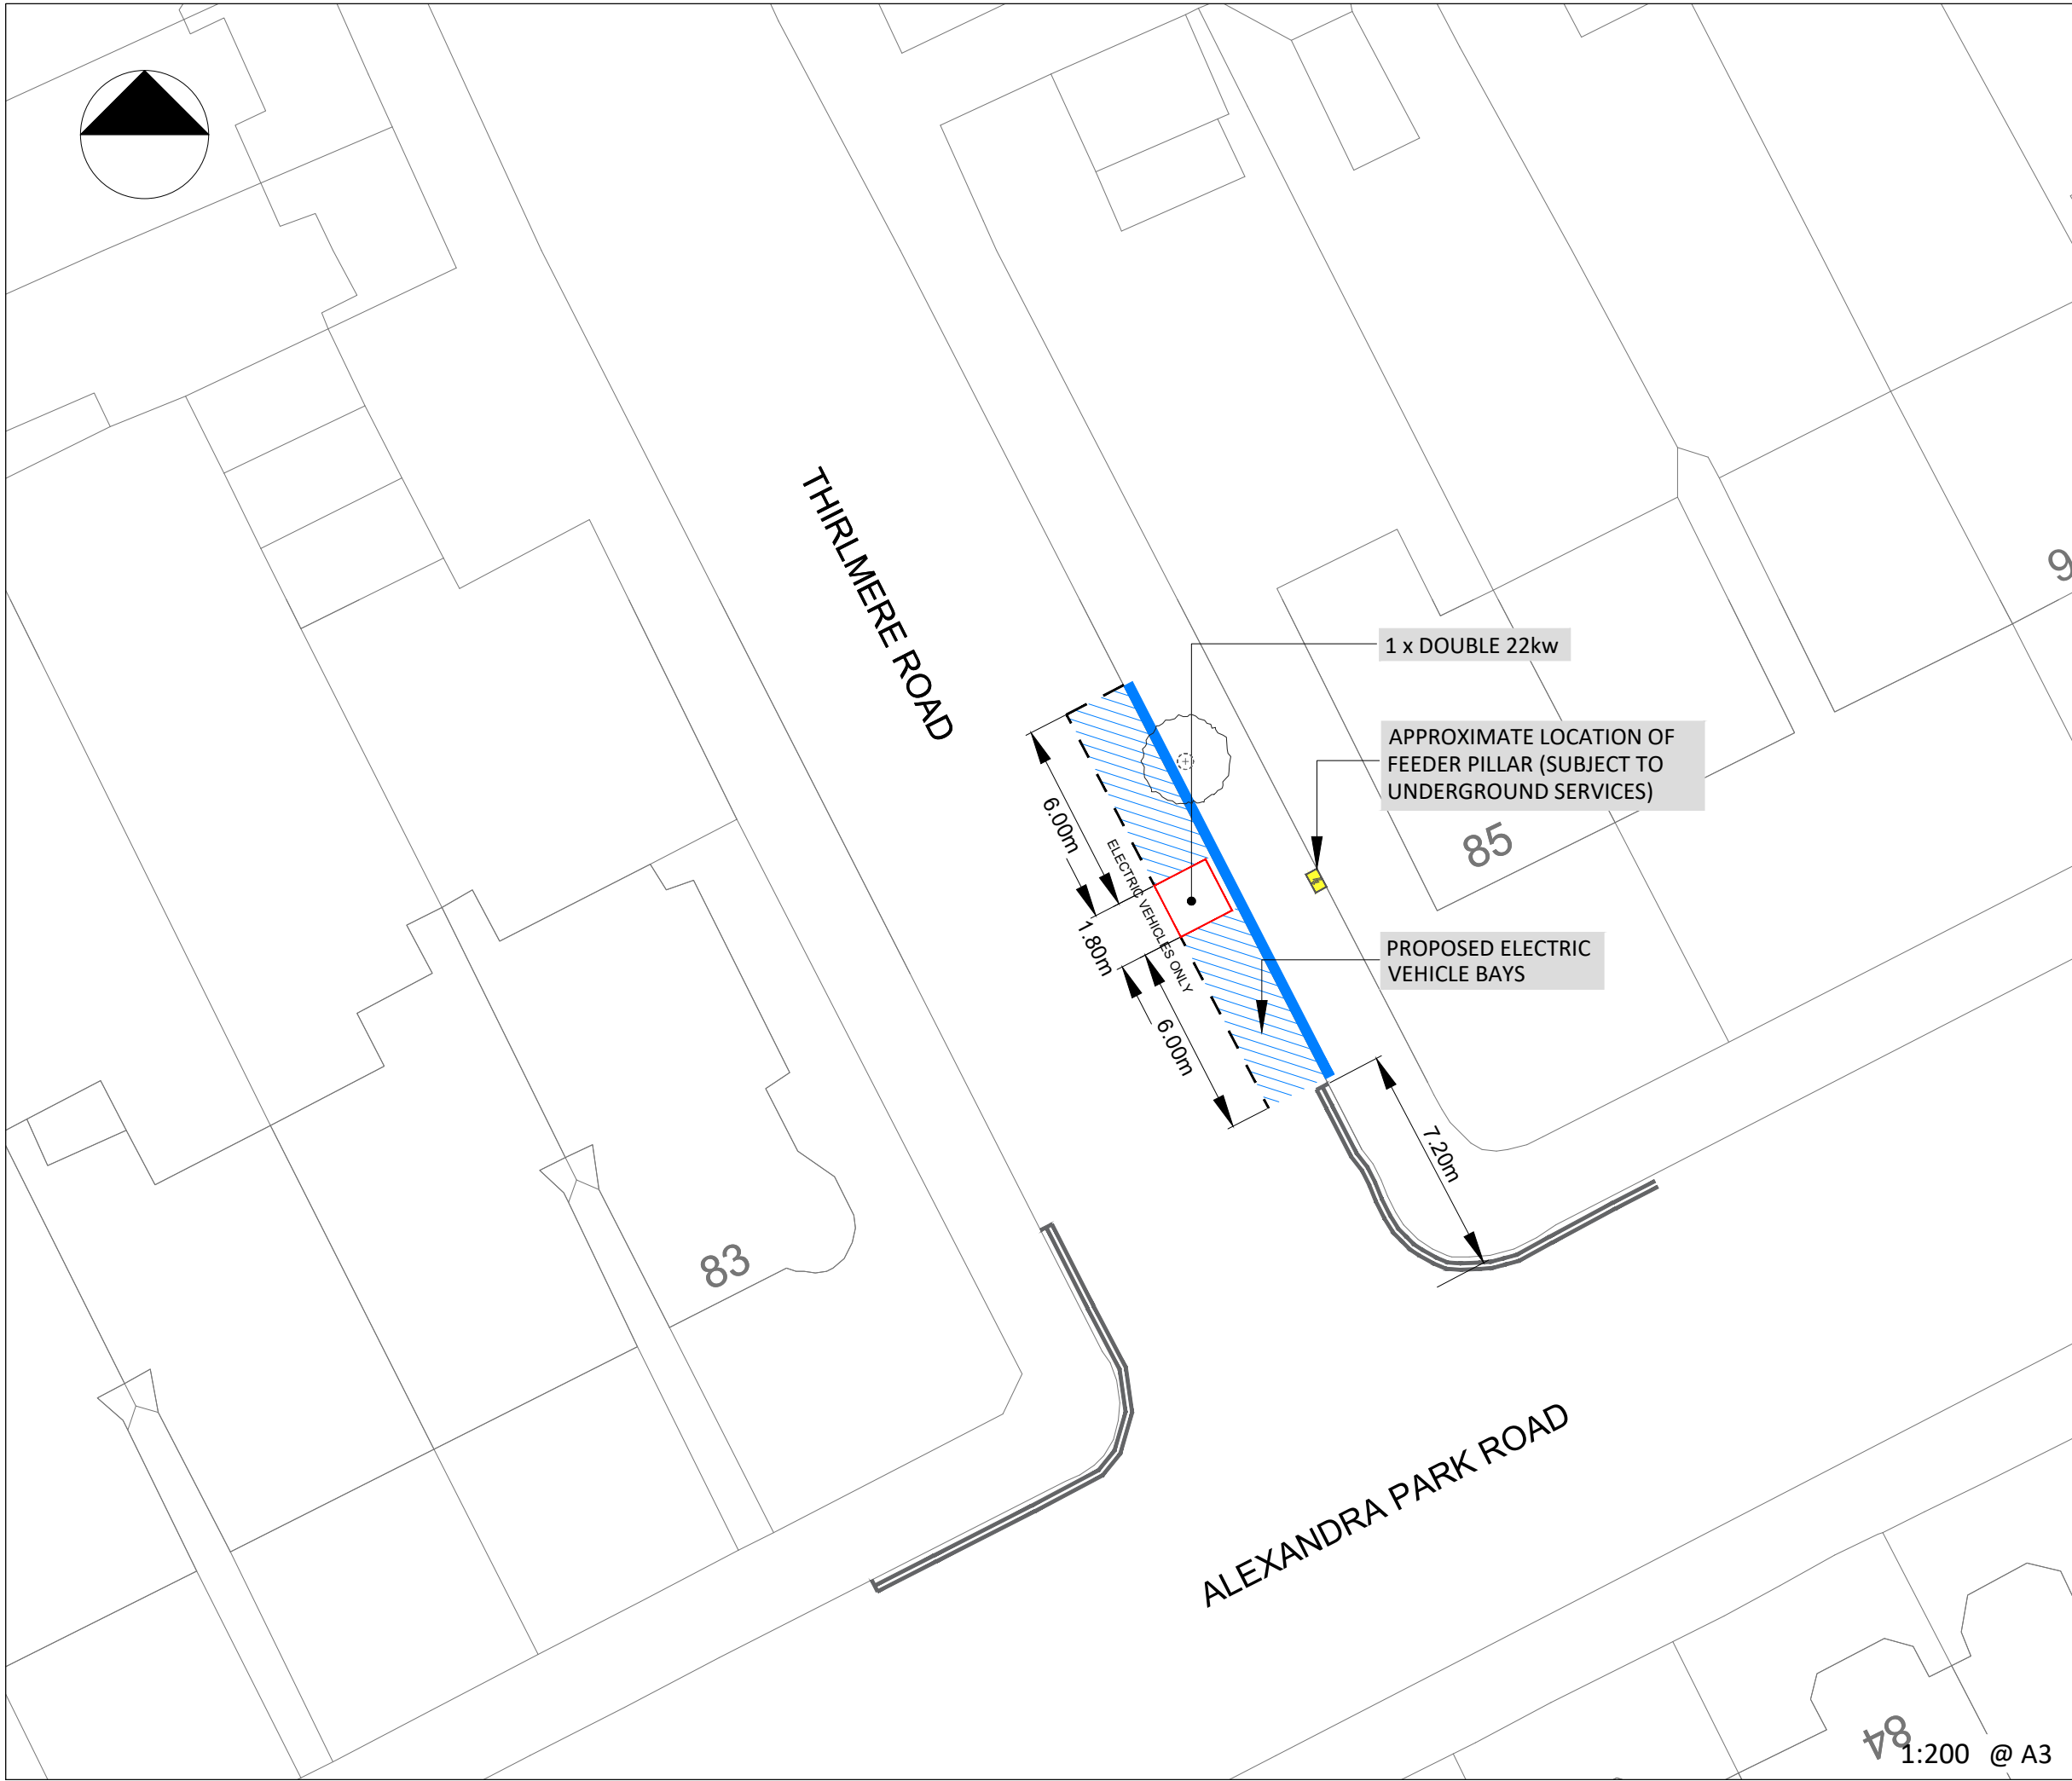 THIRLMERE ROAD
1 x DOUBLE 22kw
APPROXIMATE LOCATION OF
FEEDER PILLAR (SUBJECT TO
UNDERGROUND SERVICES)
6.00m
ELECTRIC VEHICLES ONLY
85
1.80m
PROPOSED ELECTRIC
VEHICLE BAYS
6.00m
7.20m
83
ALEXANDRA PARK ROAD
84
1:200 @ A3